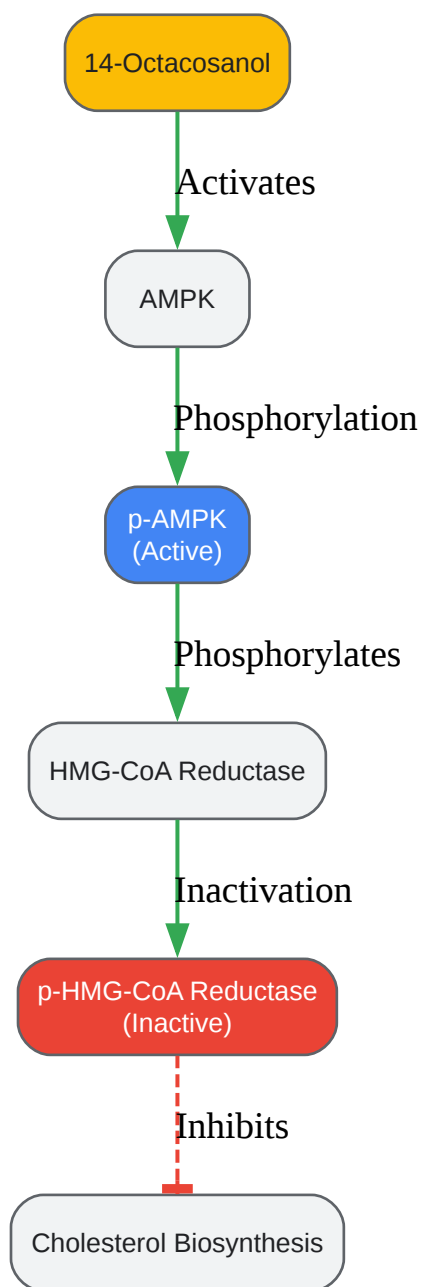 14-Octacosanol
Activates
AMPK
Phosphorylation
p-AMPK
(Active)
Phosphorylates
HMG-CoA Reductase
Inactivation
p-HMG-CoA Reductase
(Inactive)
Inhibits
Cholesterol Biosynthesis